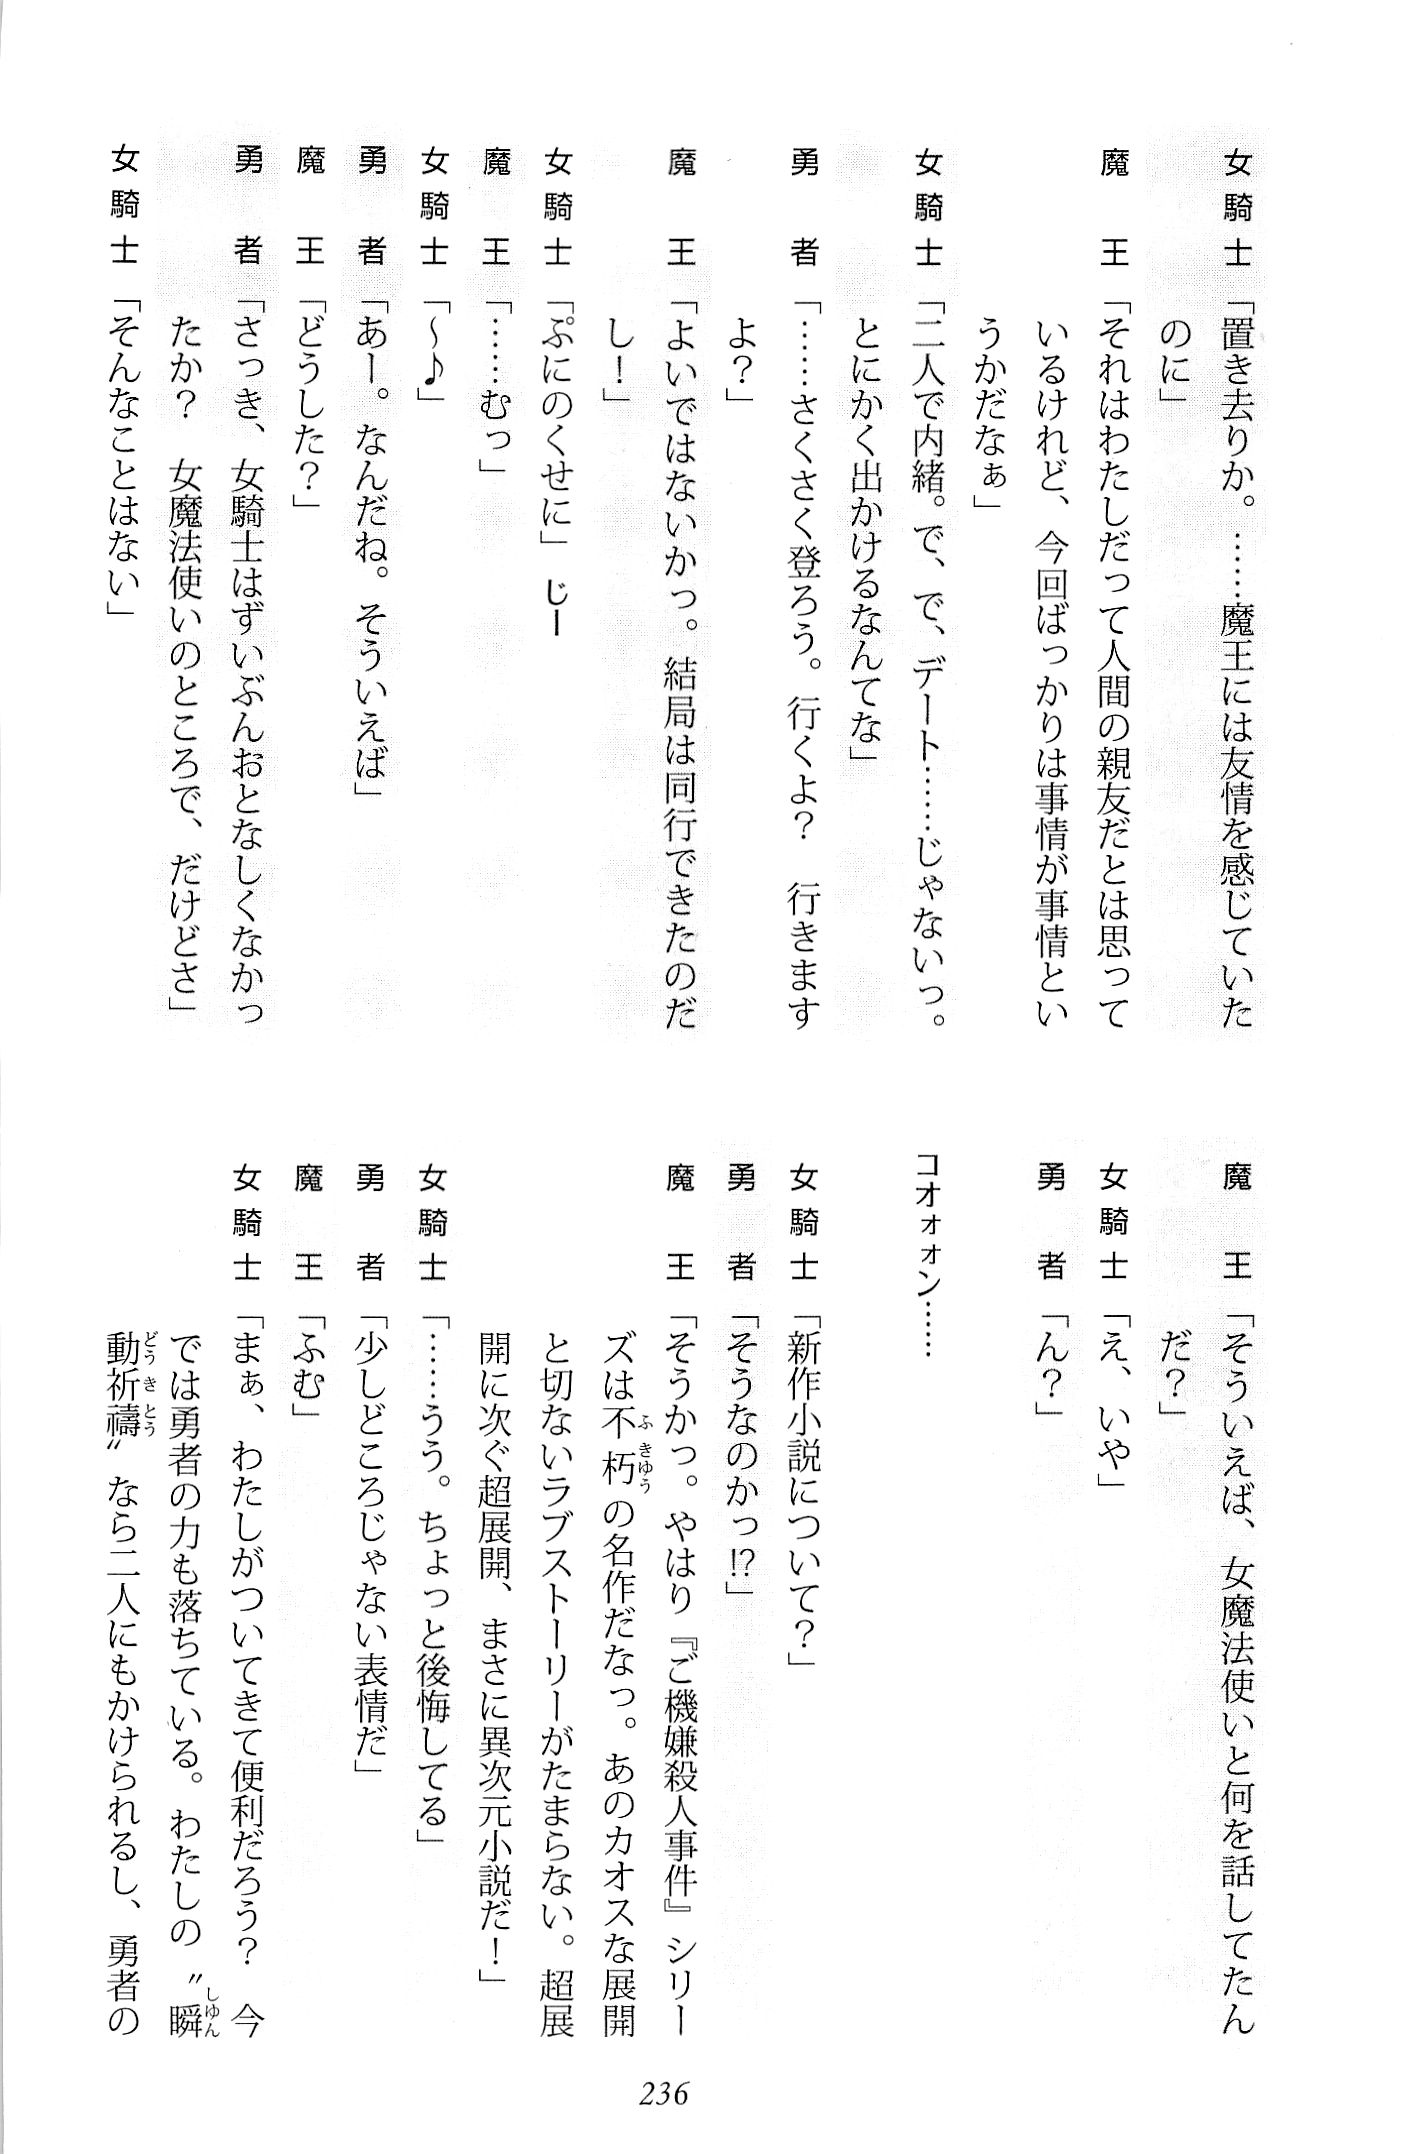 女騎士「置き去りか。……魔王には友情を感じていた
のに」
魔　王「それはわたしだって人間の親友だとは思って
いるけれど、今回ばっかりは事情が事情とい
うかだなぁ」
女騎士「二人で内緒。で、で、デート……じゃないっ。
とにかく出かけるなんてな」
勇　者「……さくさく登ろう。行くよ？　行きます
よ？」
魔　王「よいではないかっ。結局は同行できたのだ
し！」
女騎士「ぷにのくせに」　じー
魔　王「……むっ」
女騎士「～♪」
勇　者「あー。なんだね。そういえば」
魔　王「どうした？」
勇　者「さっき、女騎士はずいぶんおとなしくなかっ
たか？　女魔法使いのところで、だけどさ」
女騎士「そんなことはない」
魔　王「そういえば、女魔法使いと何を話してたん
だ？」
女騎士「え、いや」
勇　者「ん？」
コオォォン……
女騎士「新作小説について？」
勇　者「そうなのかっ!?」
魔　王「そうかっ。やはり『ご機嫌殺人事件』シリー
ズは不朽の名作だなっ。あのカオスな展開
と切ないラブストーリーがたまらない。超展
開に次ぐ超展開、まさに異次元小説だ！」
女騎士「……うう。ちょっと後悔してる」
勇　者「少しどころじゃない表情だ」
魔　王「ふむ」
女騎士「まぁ、わたしがついてきて便利だろう？　今
では勇者の力も落ちている。わたしの〝瞬
動祈禱〟なら二人にもかけられるし、勇者の
236